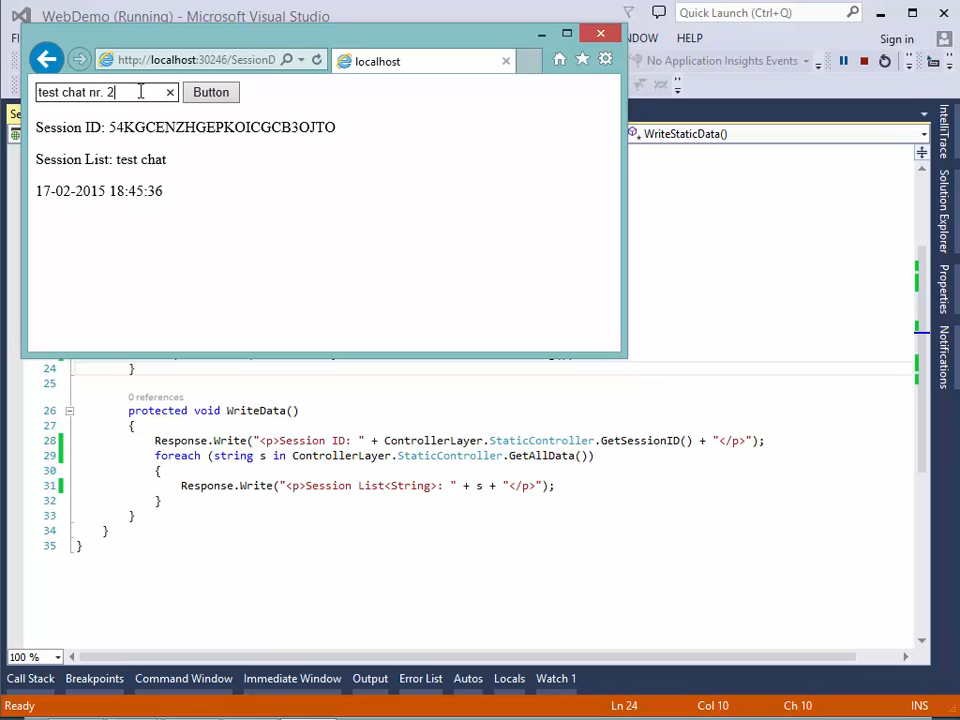 WebDemo (Running) - Microsoft Visual Studio
Quick Launch (Ctrl+Q)
NDOW HELP
Sign in
http://localhost:30246/SessionD
localhost
No Application Insights Events
test chat nr. 2
Button
Session ID: 54KGCENZHGEPKOICGCB3OJTO
Session List: test chat
17-02-2015 18:45:36
WriteStaticData()
IntelliTrace
Solution Explorer
Properties
Notifications
24 }
25
0 references
26 protected void WriteData()
27 {
28 Response.Write("<p>Session ID: " + ControllerLayer.StaticController.GetSessionID() + "</p>");
29 foreach (string s in ControllerLayer.StaticController.GetAllData())
30 {
31 Response.Write("<p>Session List<String>: " + s + "</p>");
32 }
33 }
34 }
35 }
100 %
Call Stack Breakpoints Command Window Immediate Window Output Error List Autos Locals Watch 1
Ready Ln 24 Col 10 Ch 10 INS